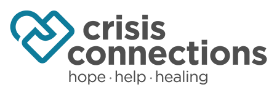 crisis
connections
hope · help · healing